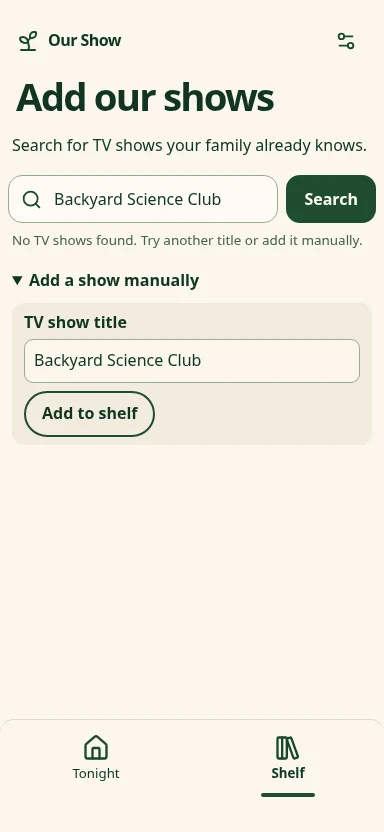 Our Show
Add our shows
Search for TV shows your family already knows.
Backyard Science Club
Search
No TV shows found. Try another title or add it manually.
Add a show manually
TV show title
Backyard Science Club
Add to shelf
Tonight
Shelf